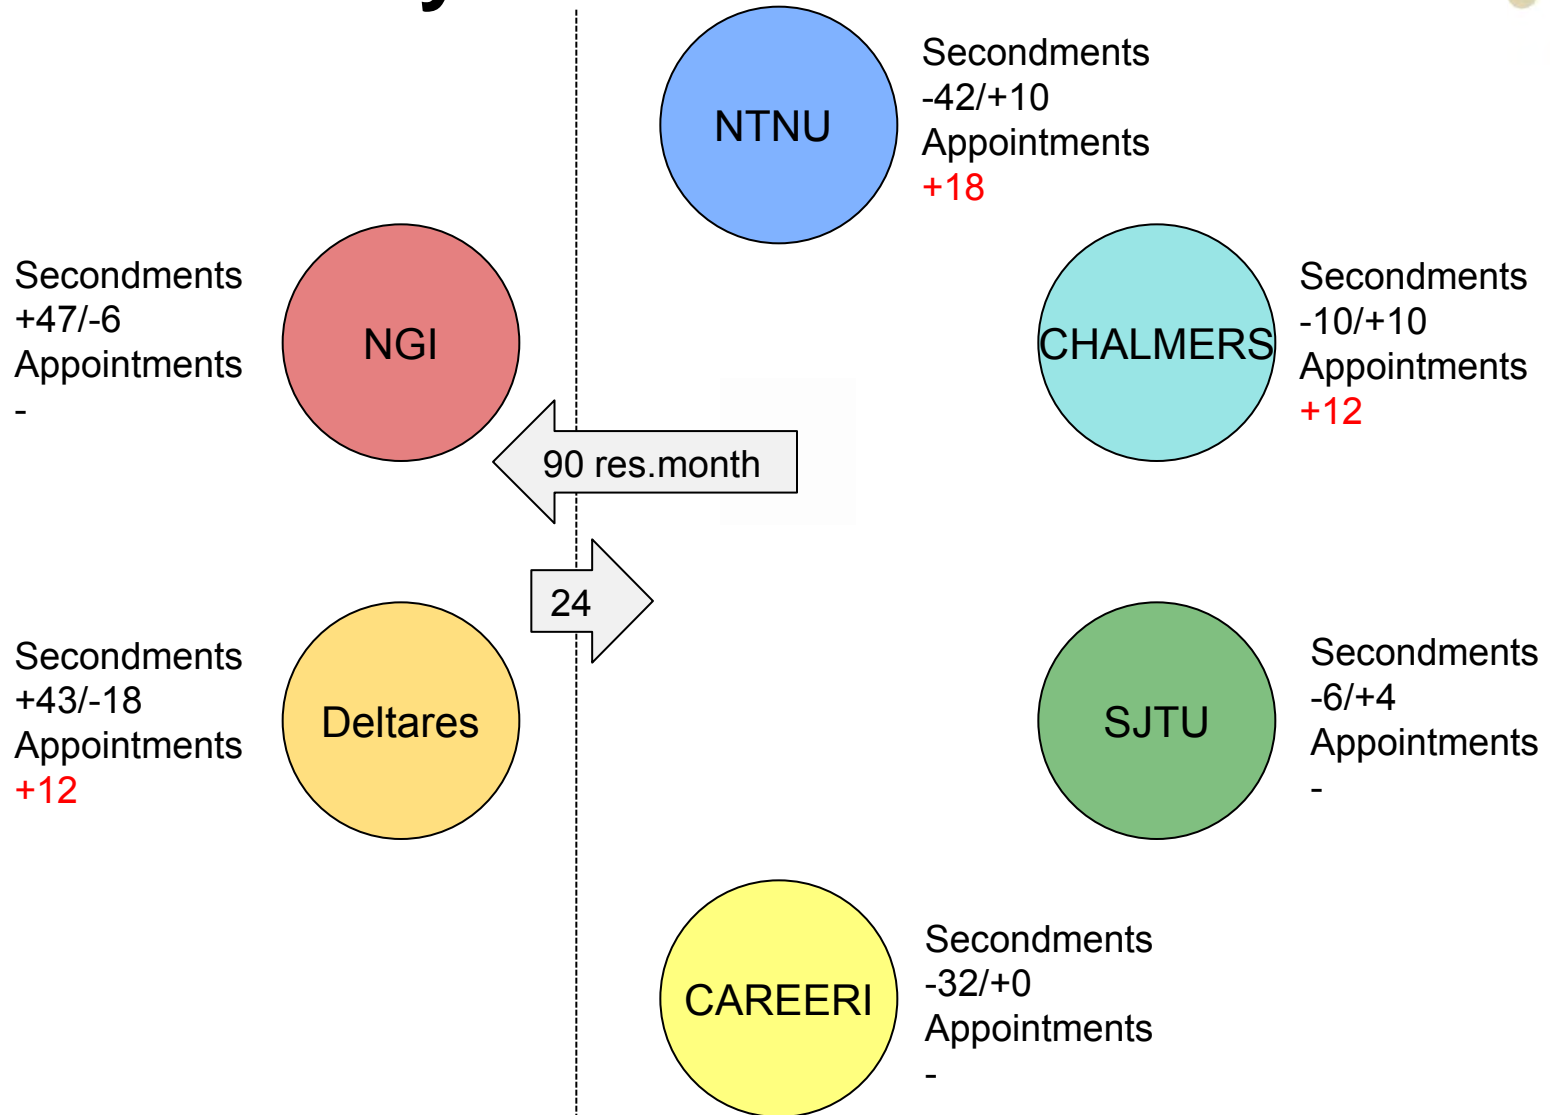 NTNU
Secondments
-42/+10
Appointments
+18
NGI
Secondments
+47/-6
Appointments
-
CHALMERS
Secondments
-10/+10
Appointments
+12
90 res.month
24
Deltares
Secondments
+43/-18
Appointments
+12
SJTU
Secondments
-6/+4
Appointments
-
CAREERI
Secondments
-32/+0
Appointments
-